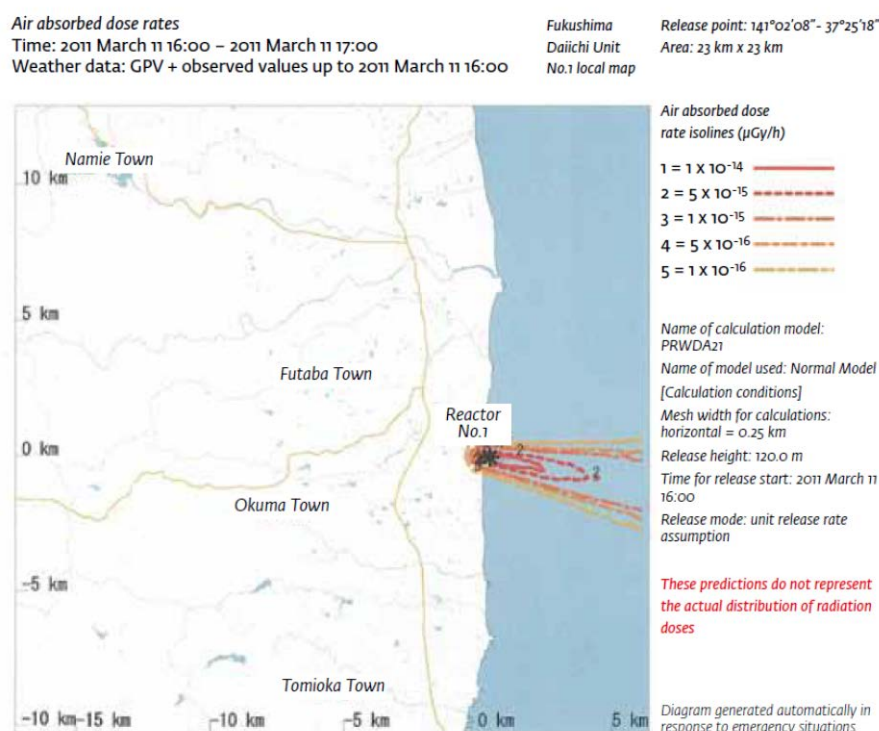 Air absorbed dose rates
Time: 2011 March 11 16:00 – 2011 March 11 17:00
Weather data: GPV + observed values up to 2011 March 11 16:00
Fukushima
Daiichi Unit
No.1 local map
Release point: 141°02'08"- 37°25'18"
Area: 23 km x 23 km
Air absorbed dose
rate isolines (µGy/h)
1 = 1 X 10⁻¹⁴
2 = 5 X 10⁻¹⁵
3 = 1 X 10⁻¹⁵
4 = 5 X 10⁻¹⁶
5 = 1 X 10⁻¹⁶
Name of calculation model:
PRWDA21
Name of model used: Normal Model
[Calculation conditions]
Mesh width for calculations:
horizontal = 0.25 km
Release height: 120.0 m
Time for release start: 2011 March 11
16:00
Release mode: unit release rate
assumption
These predictions do not represent
the actual distribution of radiation
doses
Diagram generated automatically in
response to emergency situations
Namie Town
10 km
5 km
Futaba Town
Reactor
No.1
0 km
2
2
Okuma Town
-5 km
Tomioka Town
-10 km
-15 km
-10 km
-5 km
0 km
5 km